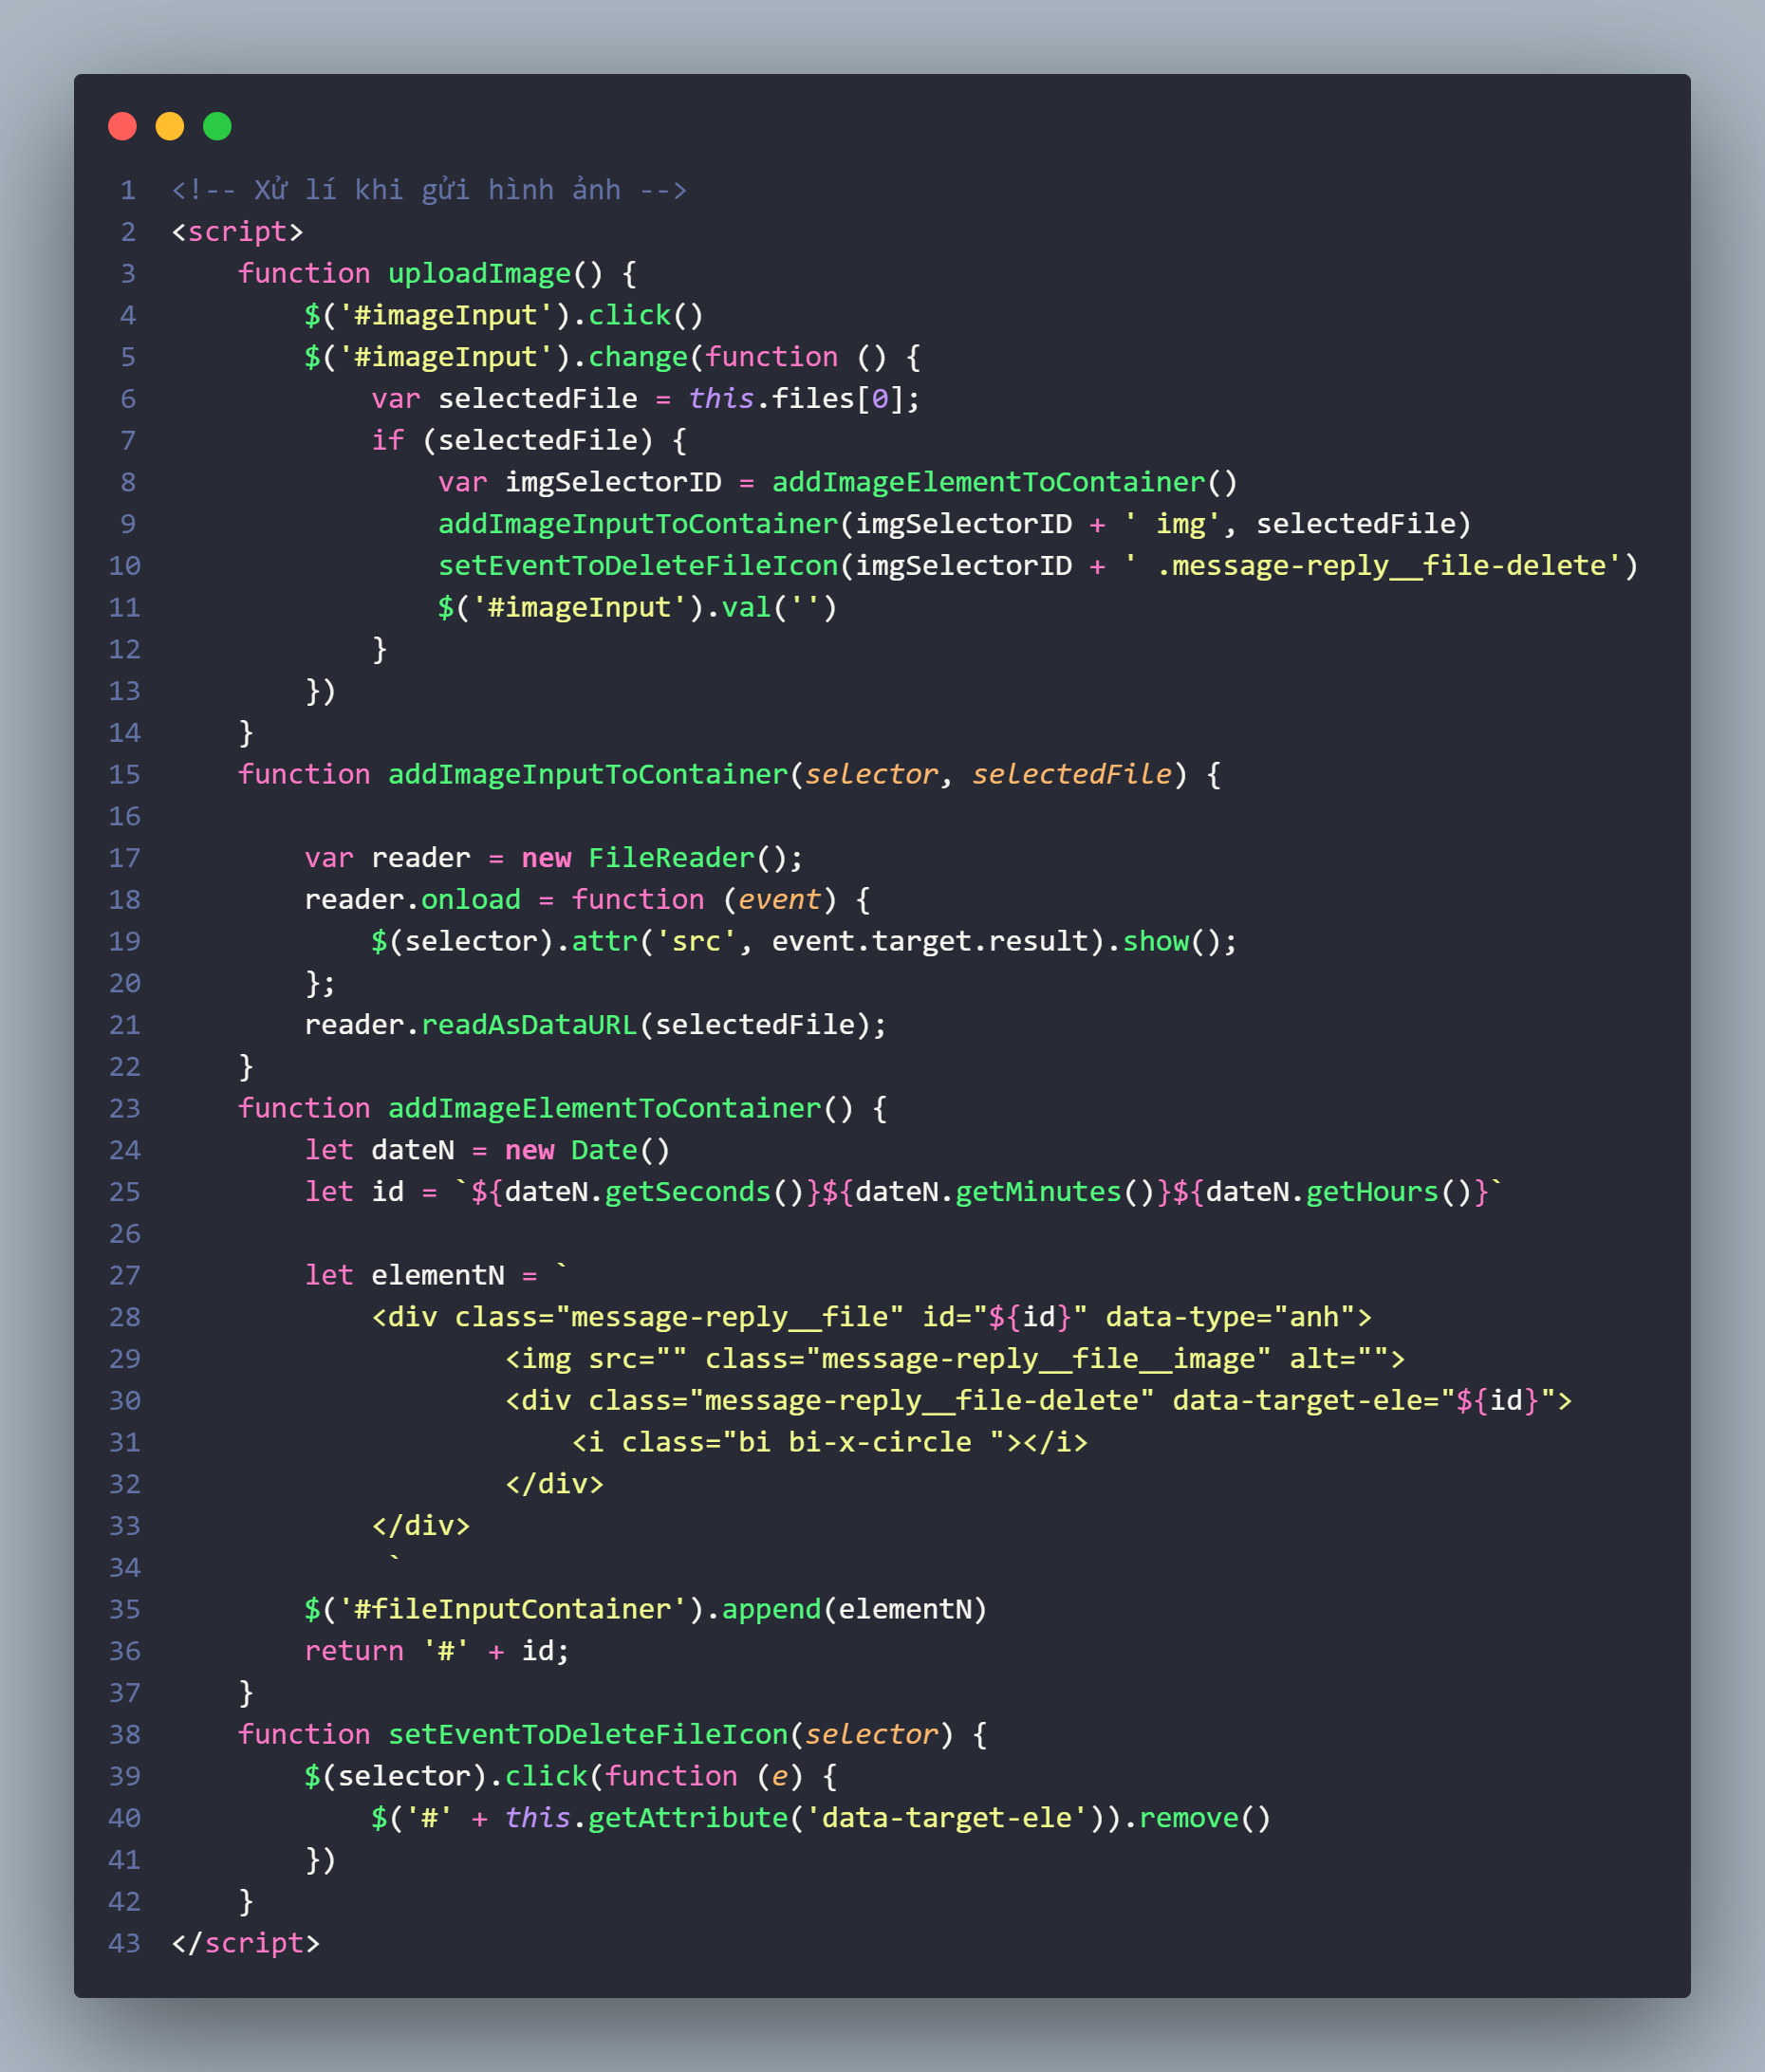 1 <!-- Xử lí khi gửi hình ảnh -->
2 <script>
3     function uploadImage() {
4         $('#imageInput').click()
5         $('#imageInput').change(function () {
6             var selectedFile = this.files[0];
7             if (selectedFile) {
8                 var imgSelectorID = addImageElementToContainer()
9                 addImageInputToContainer(imgSelectorID + ' img', selectedFile)
10                 setEventToDeleteFileIcon(imgSelectorID + ' .message-reply__file-delete')
11                 $('#imageInput').val('')
12             }
13         })
14     }
15     function addImageInputToContainer(selector, selectedFile) {
16
17         var reader = new FileReader();
18         reader.onload = function (event) {
19             $(selector).attr('src', event.target.result).show();
20         };
21         reader.readAsDataURL(selectedFile);
22     }
23     function addImageElementToContainer() {
24         let dateN = new Date()
25         let id = `${dateN.getSeconds()}${dateN.getMinutes()}${dateN.getHours()}`
26
27         let elementN = `
28             <div class="message-reply__file" id="${id}" data-type="anh">
29                     <img src="" class="message-reply__file__image" alt="">
30                     <div class="message-reply__file-delete" data-target-ele="${id}">
31                         <i class="bi bi-x-circle "></i>
32                     </div>
33             </div>
34              `
35         $('#fileInputContainer').append(elementN)
36         return '#' + id;
37     }
38     function setEventToDeleteFileIcon(selector) {
39         $(selector).click(function (e) {
40             $('#' + this.getAttribute('data-target-ele')).remove()
41         })
42     }
43 </script>